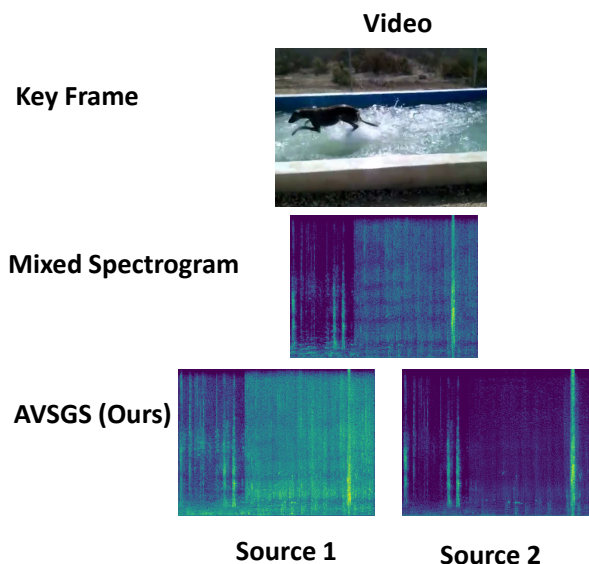 Video
Key Frame
Mixed Spectrogram
AVSGS (Ours)
Source 1
Source 2